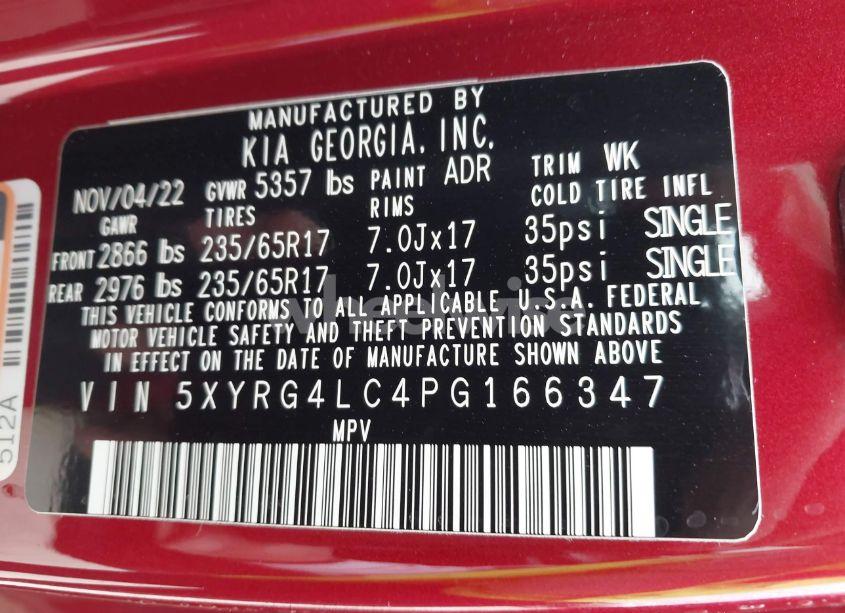 MANUFACTURED BY
KIA GEORGIA, INC.
NOV/04/22 GVWR 5357 lbs PAINT ADR TRIM WK
GAWR TIRES RIMS COLD TIRE INFL
FRONT 2866 lbs 235/65R17 7.0Jx17 35psi SINGLE
REAR 2976 lbs 235/65R17 7.0Jx17 35psi SINGLE
THIS VEHICLE CONFORMS TO ALL APPLICABLE U.S.A. FEDERAL
MOTOR VEHICLE SAFETY AND THEFT PREVENTION STANDARDS
IN EFFECT ON THE DATE OF MANUFACTURE SHOWN ABOVE
VIN 5XYRG4LC4PG166347
MPV
512A